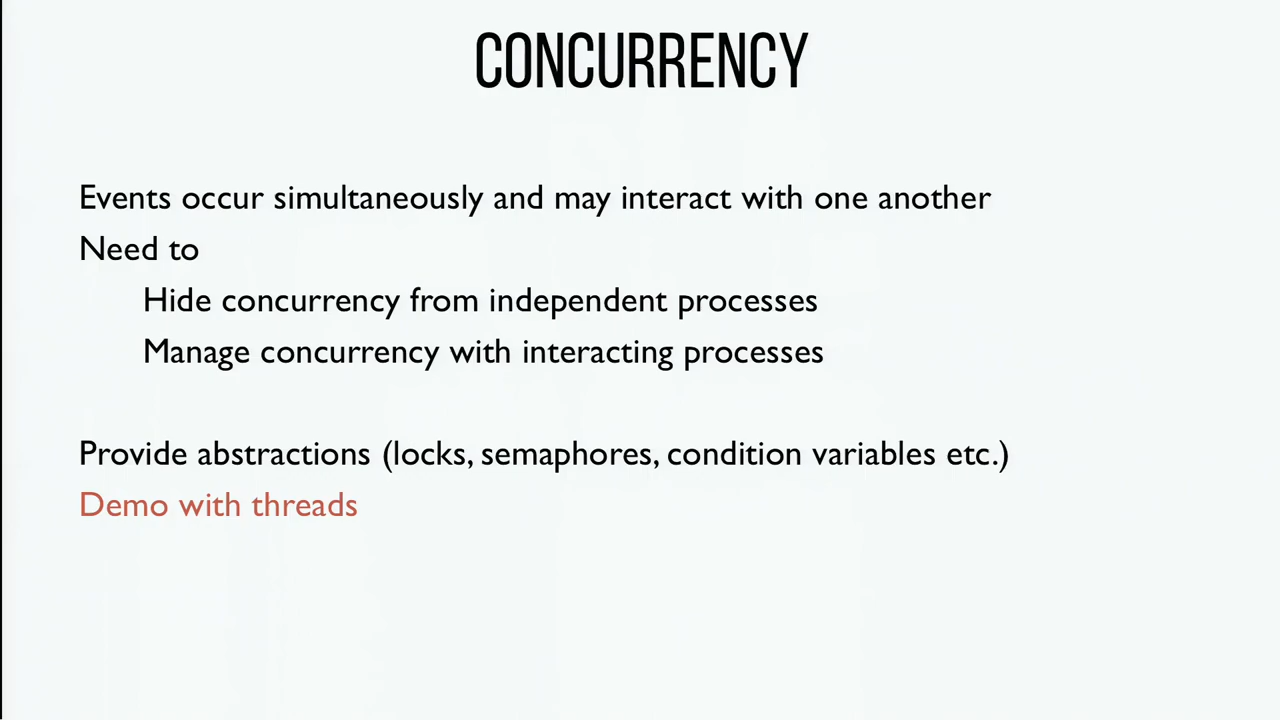 CONCURRENCY
Events occur simultaneously and may interact with one another
Need to
Hide concurrency from independent processes
Manage concurrency with interacting processes
Provide abstractions (locks, semaphores, condition variables etc.)
Demo with threads